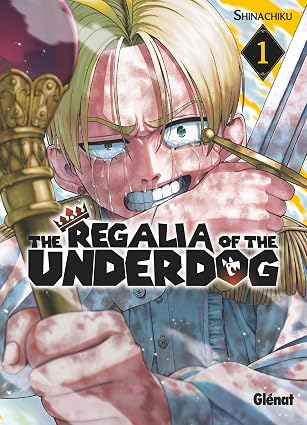 SHINACHIKU
1
THE REGALIA OF THE
UNDERDOG
Glénat